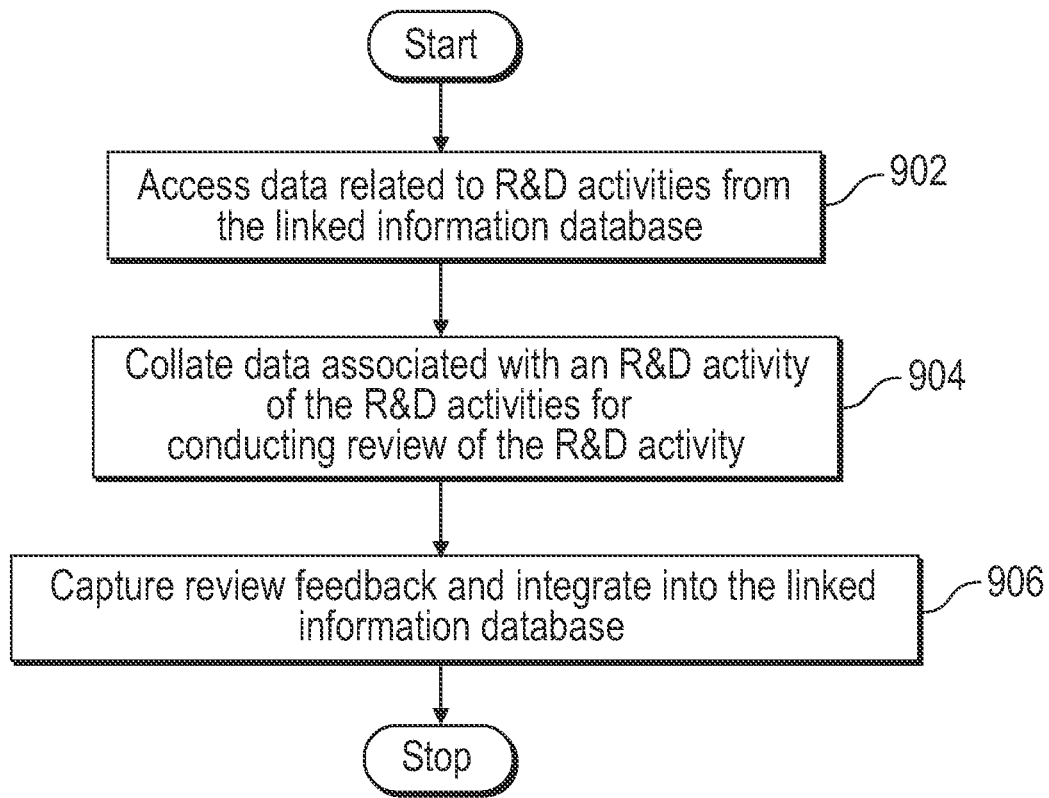 Start
Access data related to R&D activities from
the linked information database
902
Collate data associated with an R&D activity
of the R&D activities for
conducting review of the R&D activity
904
Capture review feedback and integrate into the linked
information database
906
Stop